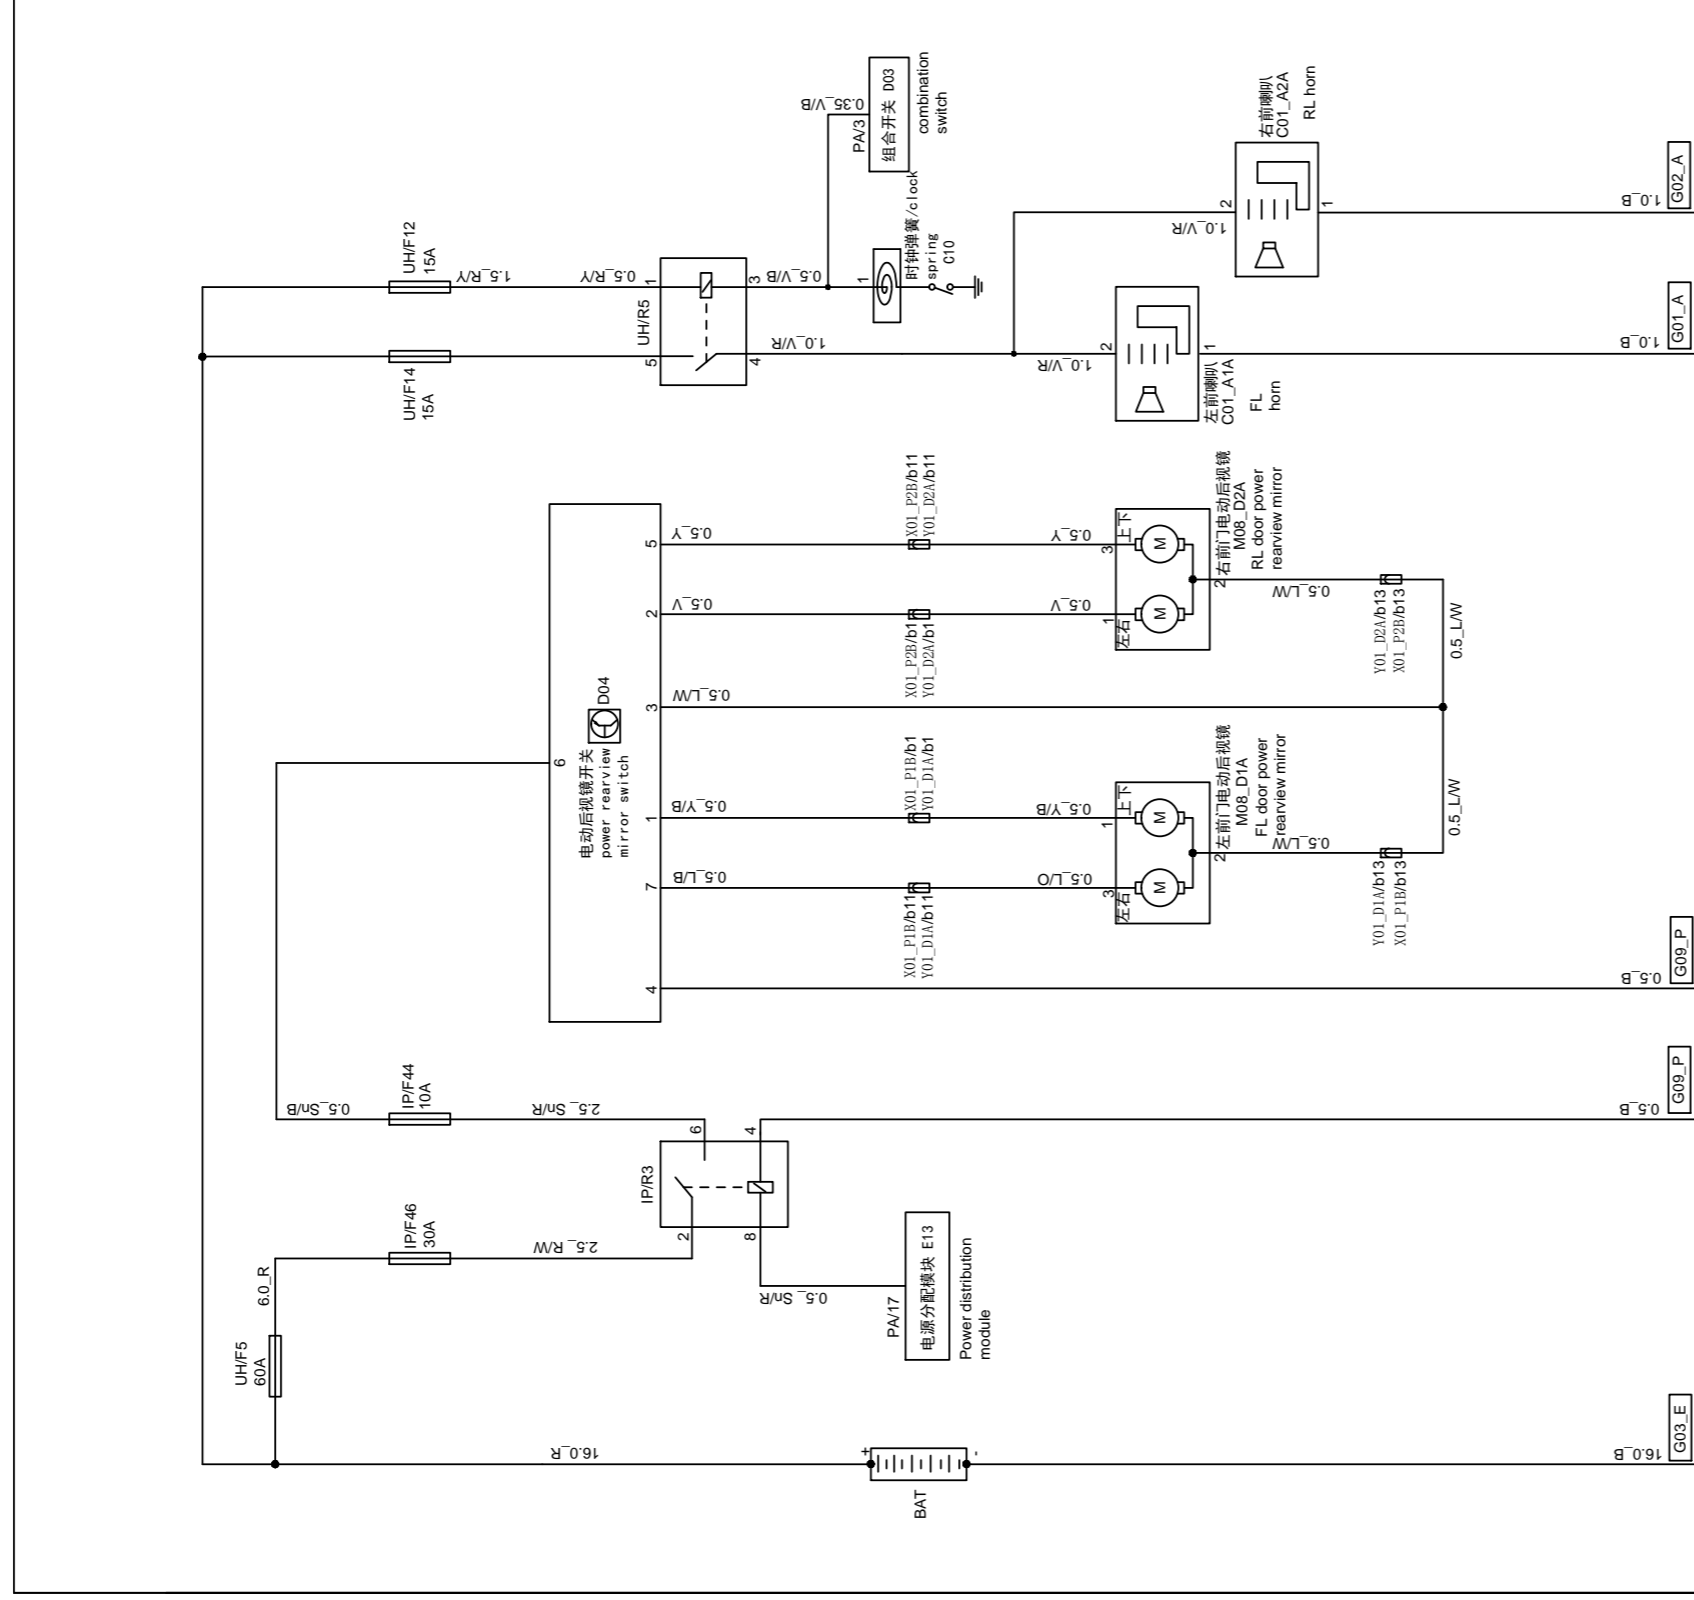 UH/F12
15A
1.5_R/Y
0.5_R/Y
UH/F14
15A
UH/R5
1
5
3
4
0.5_V/B
0.35_V/B
PA/3
组合开关 D03
combination
switch
1
时钟弹簧/clock
spring
C10
1.0_V/R
1.0_V/R
1.0_V/R
2
1
右前喇叭
C01_A2A
RL horn
1.0_B
G02_A
2
1
左前喇叭
C01_A1A
FL
horn
1.0_B
G01_A
电动后视镜开关
power rearview
mirror switch
D04
6
5
2
3
1
7
4
0.5_Y
X01_P2B/b11
Y01_D2A/b11
0.5_Y
3
上下
M
0.5_V
X01_P2B/b1
Y01_D2A/b1
0.5_V
1
左右
M
2
右前门电动后视镜
M08_D2A
RL door power
rearview mirror
0.5_L/W
Y01_D2A/b13
X01_P2B/b13
0.5_L/W
0.5_L/W
0.5_Y/B
X01_P1B/b1
Y01_D1A/b1
0.5_Y/B
1
上下
M
0.5_L/B
X01_P1B/b11
Y01_D1A/b11
0.5_L/O
3
左右
M
2
左前门电动后视镜
M08_D1A
FL door power
rearview mirror
0.5_L/W
Y01_D1A/b13
X01_P1B/b13
0.5_L/W
0.5_B
G09_P
0.5_Sn/B
IP/F44
10A
2.5_Sn/R
IP/R3
6
4
2
8
0.5_B
G09_P
UH/F5
60A
6.0_R
IP/F46
30A
2.5_R/W
0.5_Sn/R
PA/17
电源分配模块 E13
Power distribution
module
16.0_R
+
-
BAT
16.0_B
G03_E